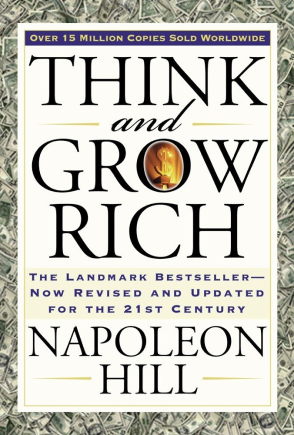 OVER 15 MILLION COPIES SOLD WORLDWIDE
THINK
and
GROW
RICH
THE LANDMARK BESTSELLER—
NOW REVISED AND UPDATED
FOR THE 21ST CENTURY
NAPOLEON
HILL